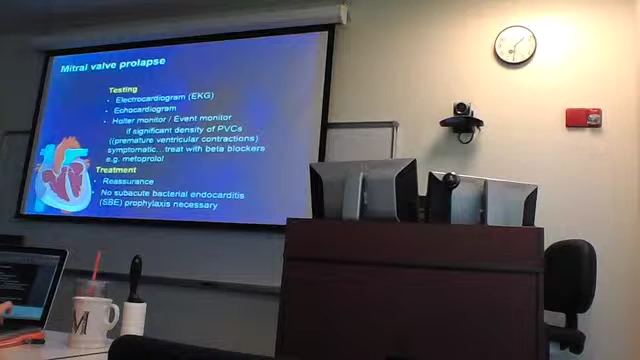 Mitral valve prolapse
Testing
Electrocardiogram (EKG)
Echocardiogram
Holter monitor / Event monitor
if significant density of PVCs
((premature ventricular contractions)
symptomatic…treat with beta blockers
e.g. metoprolol
Treatment
Reassurance
No subacute bacterial endocarditis
(SBE) prophylaxis necessary
M